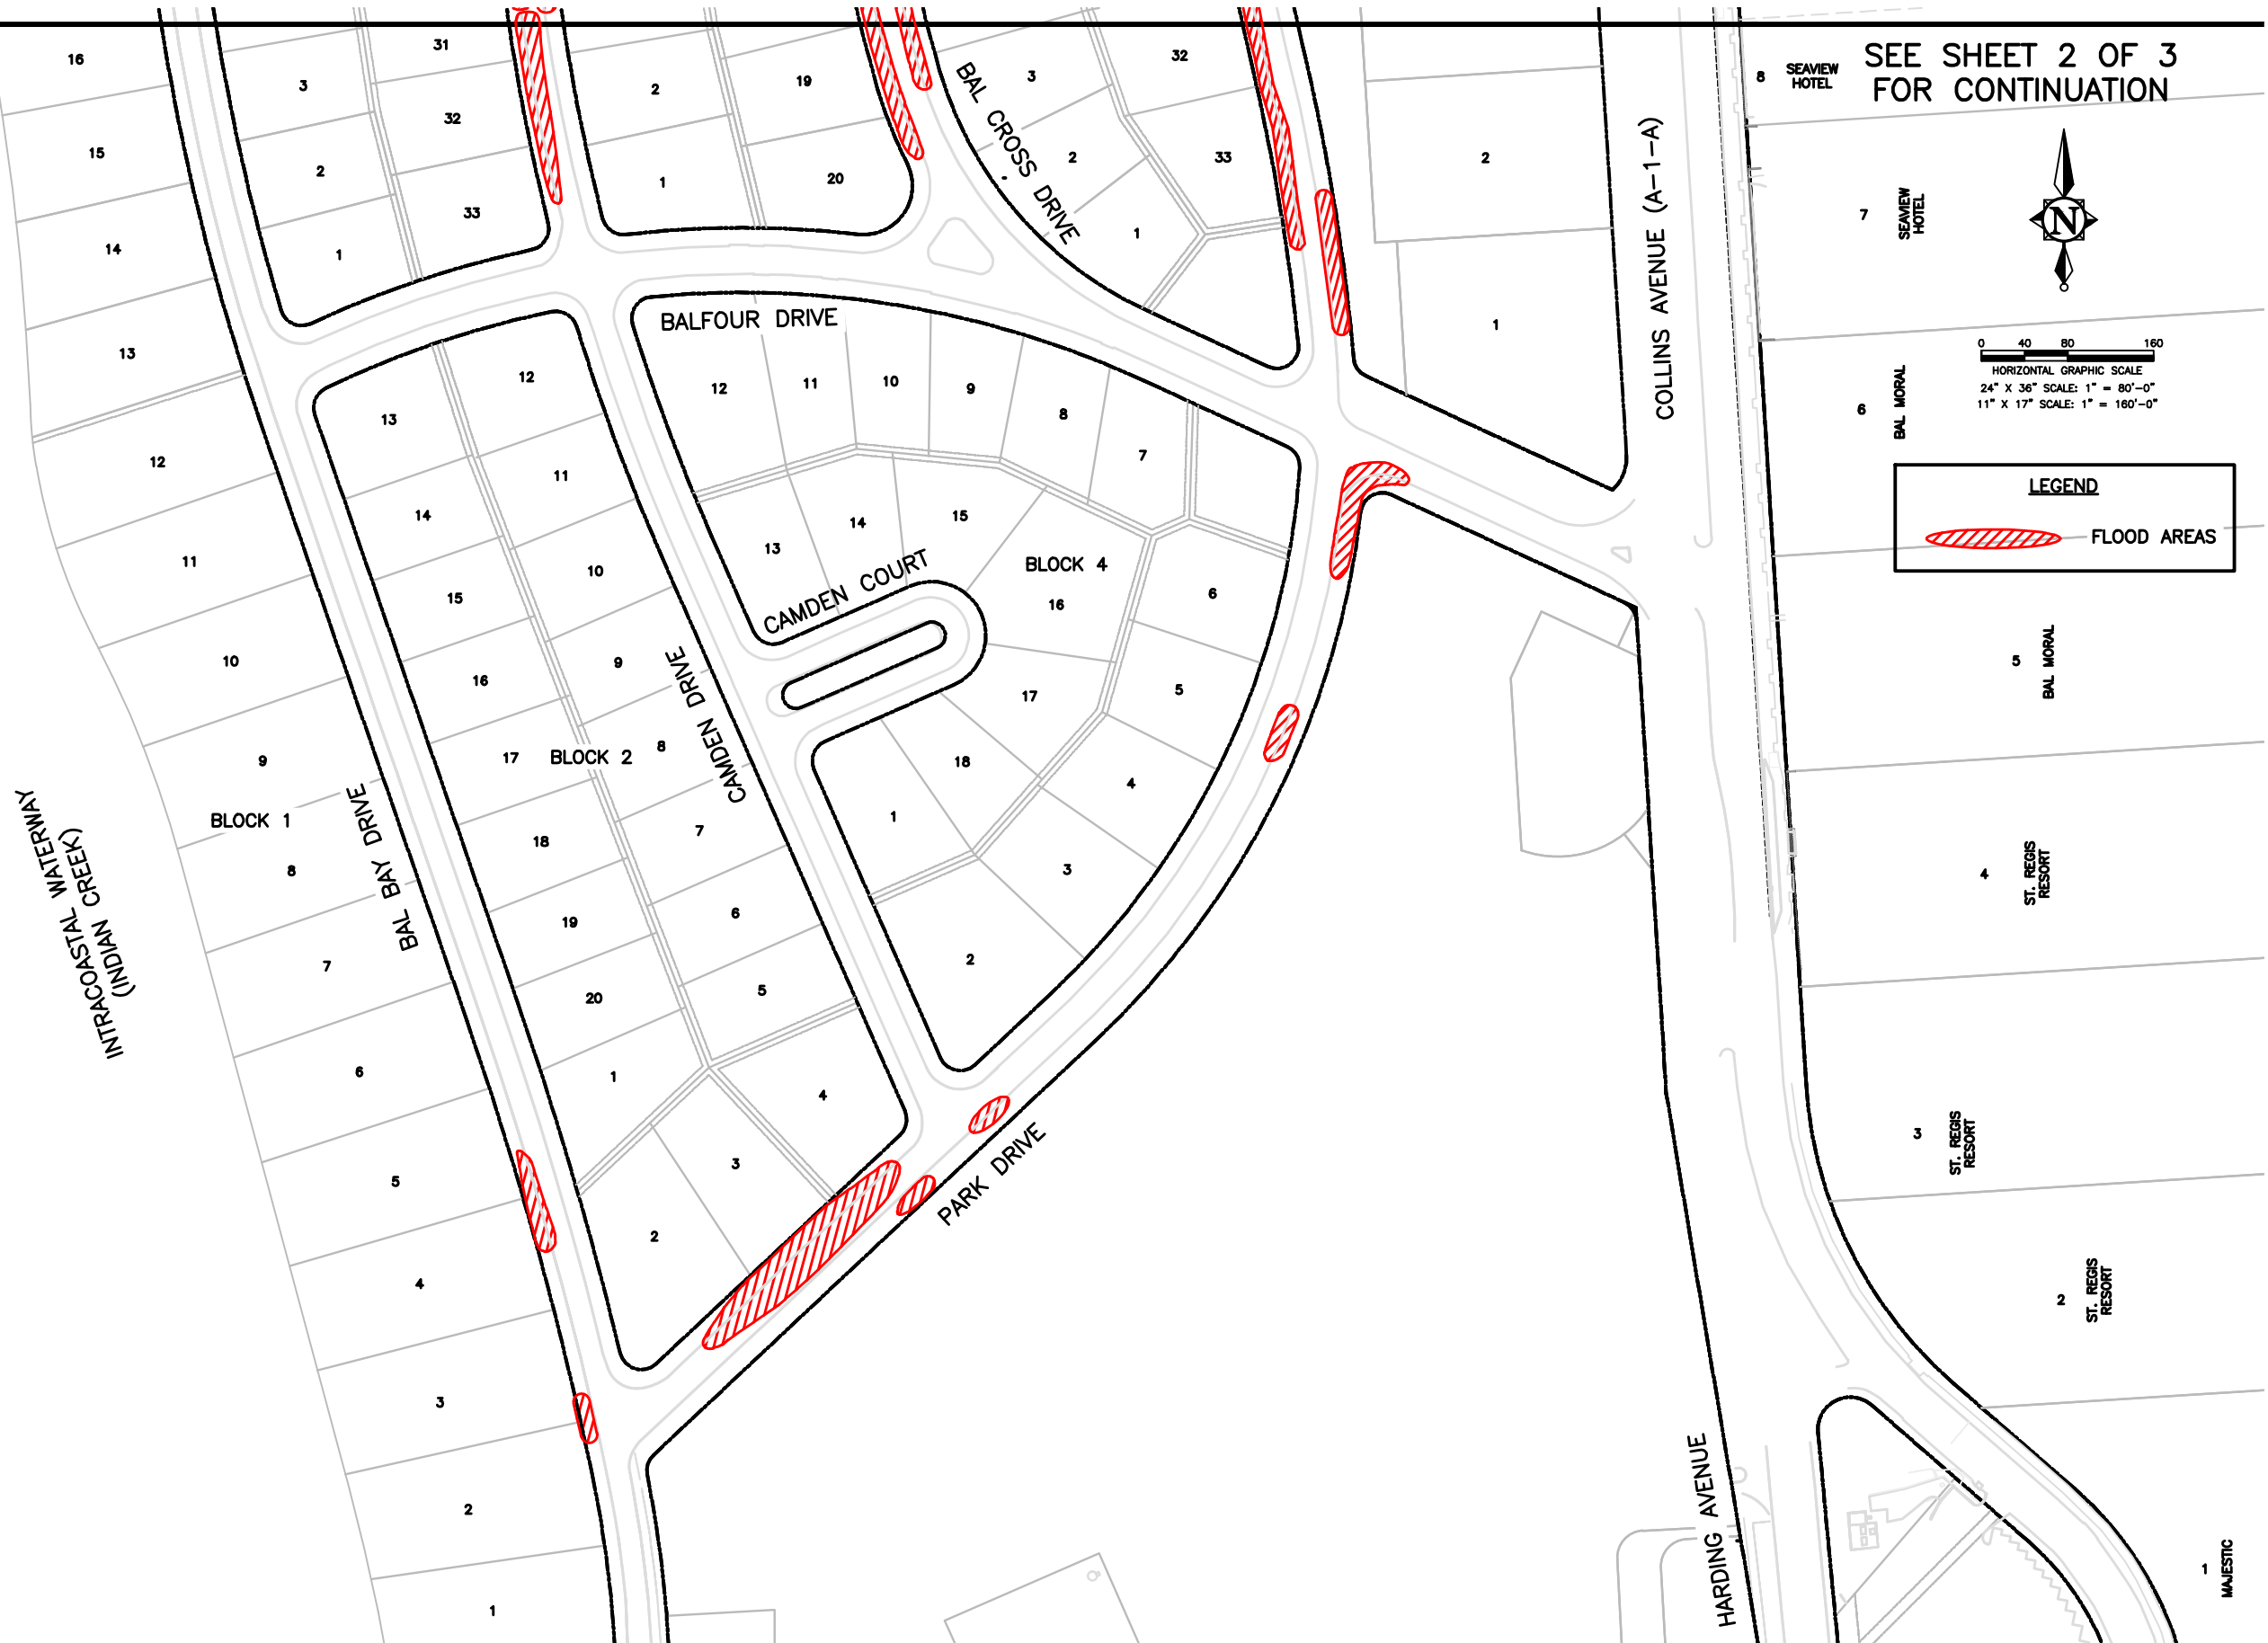 SEE SHEET 2 OF 3
FOR CONTINUATION
N
0 40 80 160
HORIZONTAL GRAPHIC SCALE
24" X 36" SCALE: 1" = 80'-0"
11" X 17" SCALE: 1" = 160'-0"
LEGEND
FLOOD AREAS
16
15
14
13
12
11
10
9
BLOCK 1
8
7
6
5
4
3
2
1
INTRACOASTAL WATERWAY
(INDIAN CREEK)
BAL BAY DRIVE
3
2
1
31
32
33
2
1
19
20
BAL CROSS DRIVE
3
2
1
32
33
2
1
COLLINS AVENUE (A-1-A)
BALFOUR DRIVE
13
14
15
16
17
18
19
20
1
2
3
4
BLOCK 2
12
11
10
9
8
7
6
5
CAMDEN DRIVE
12
11
10
9
8
7
13
14
15
BLOCK 4
16
17
18
1
6
5
4
3
2
CAMDEN COURT
PARK DRIVE
HARDING AVENUE
8
SEAVIEW
HOTEL
7
SEAVIEW
HOTEL
6
BAL MORAL
5
BAL MORAL
4
ST. REGIS
RESORT
3
ST. REGIS
RESORT
2
ST. REGIS
RESORT
1
MAJESTIC